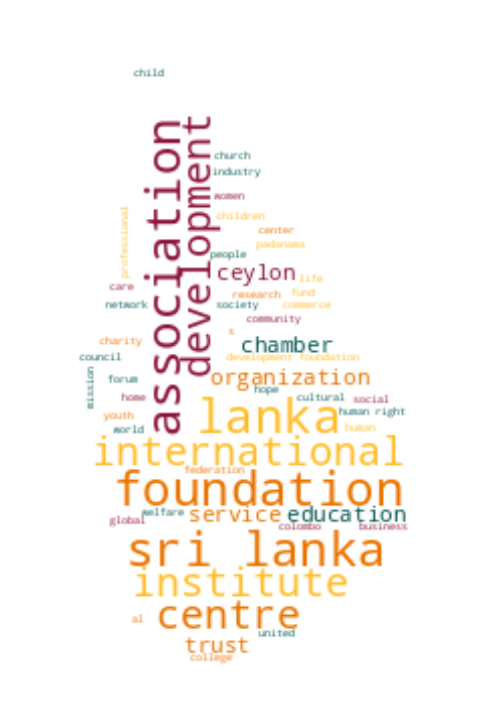 child
association
development
church
industry
women
professional
children
center
padanama
people
ceylon
care
life
research
fund
network
society
commerce
community
s
charity
chamber
council
development foundation
mission
forum
organization
hope
home
cultural
social
lanka
youth
human right
world
human
international
federation
foundation
welfare
service
education
global
colombo
business
sri lanka
institute
centre
al
united
trust
college